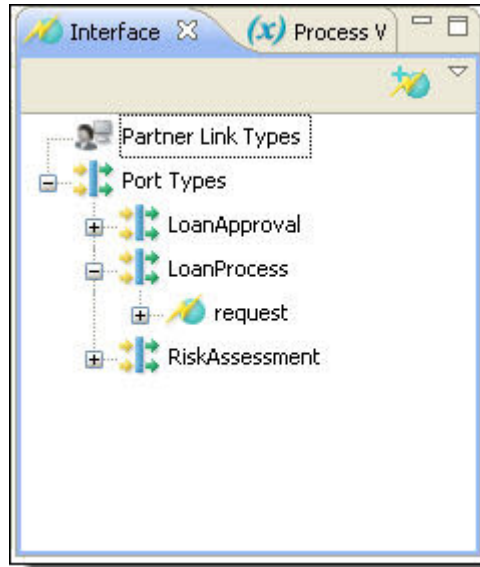 Interface
(x) Process V
Partner Link Types
Port Types
LoanApproval
LoanProcess
request
RiskAssessment